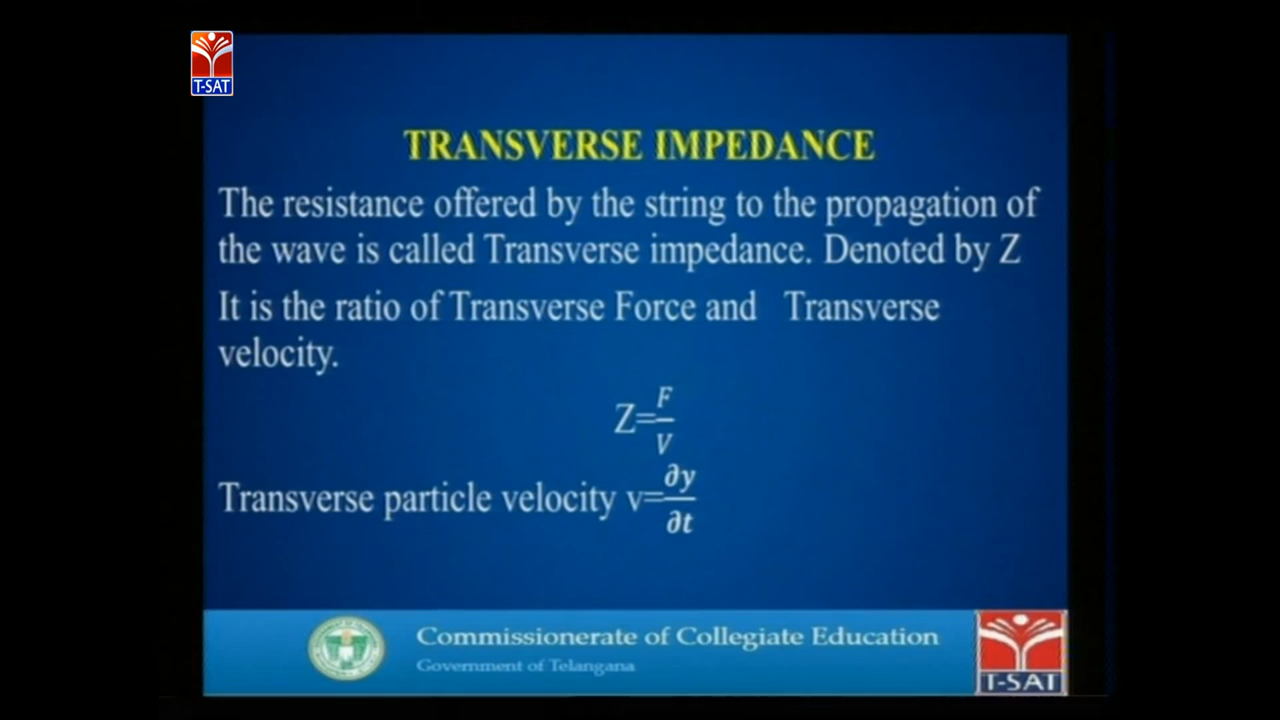 T-SAT
TRANSVERSE IMPEDANCE
The resistance offered by the string to the propagation of
the wave is called Transverse impedance. Denoted by Z
It is the ratio of Transverse Force and Transverse
velocity.
Z=F/V
Transverse particle velocity v=∂y/∂t
Commissionerate of Collegiate Education
Government of Telangana
T-SAT